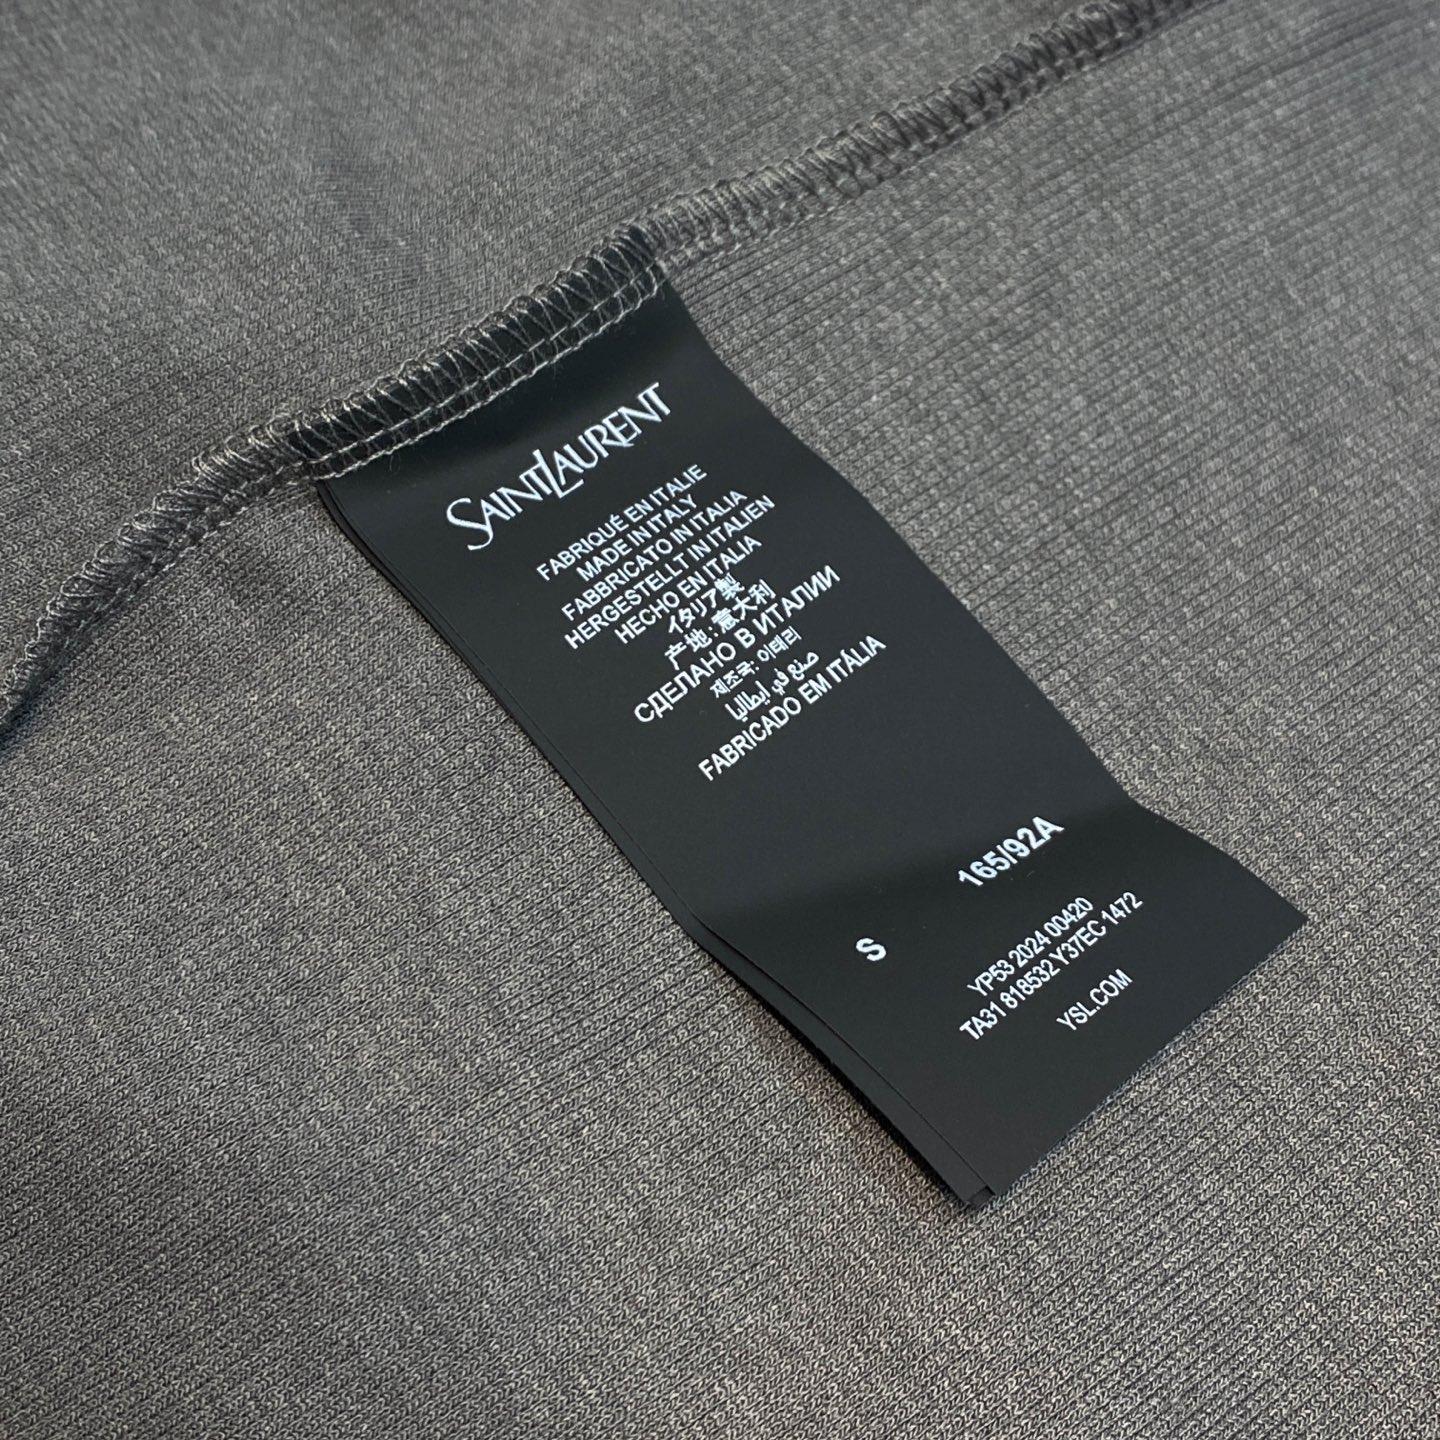 SAINT LAURENT
FABRIQUÉ EN ITALIE
MADE IN ITALY
FABBRICATO IN ITALIA
HERGESTELLT IN ITALIEN
HECHO EN ITALIA
イタリア製
产地:意大利
СДЕЛАНО В ИТАЛИИ
제조국: 이태리
صنع في إيطاليا
FABRICADO EM ITÁLIA
S 165/92A
YP53 2024 00420
TA31 818532 Y37EC 1472
YSL.COM